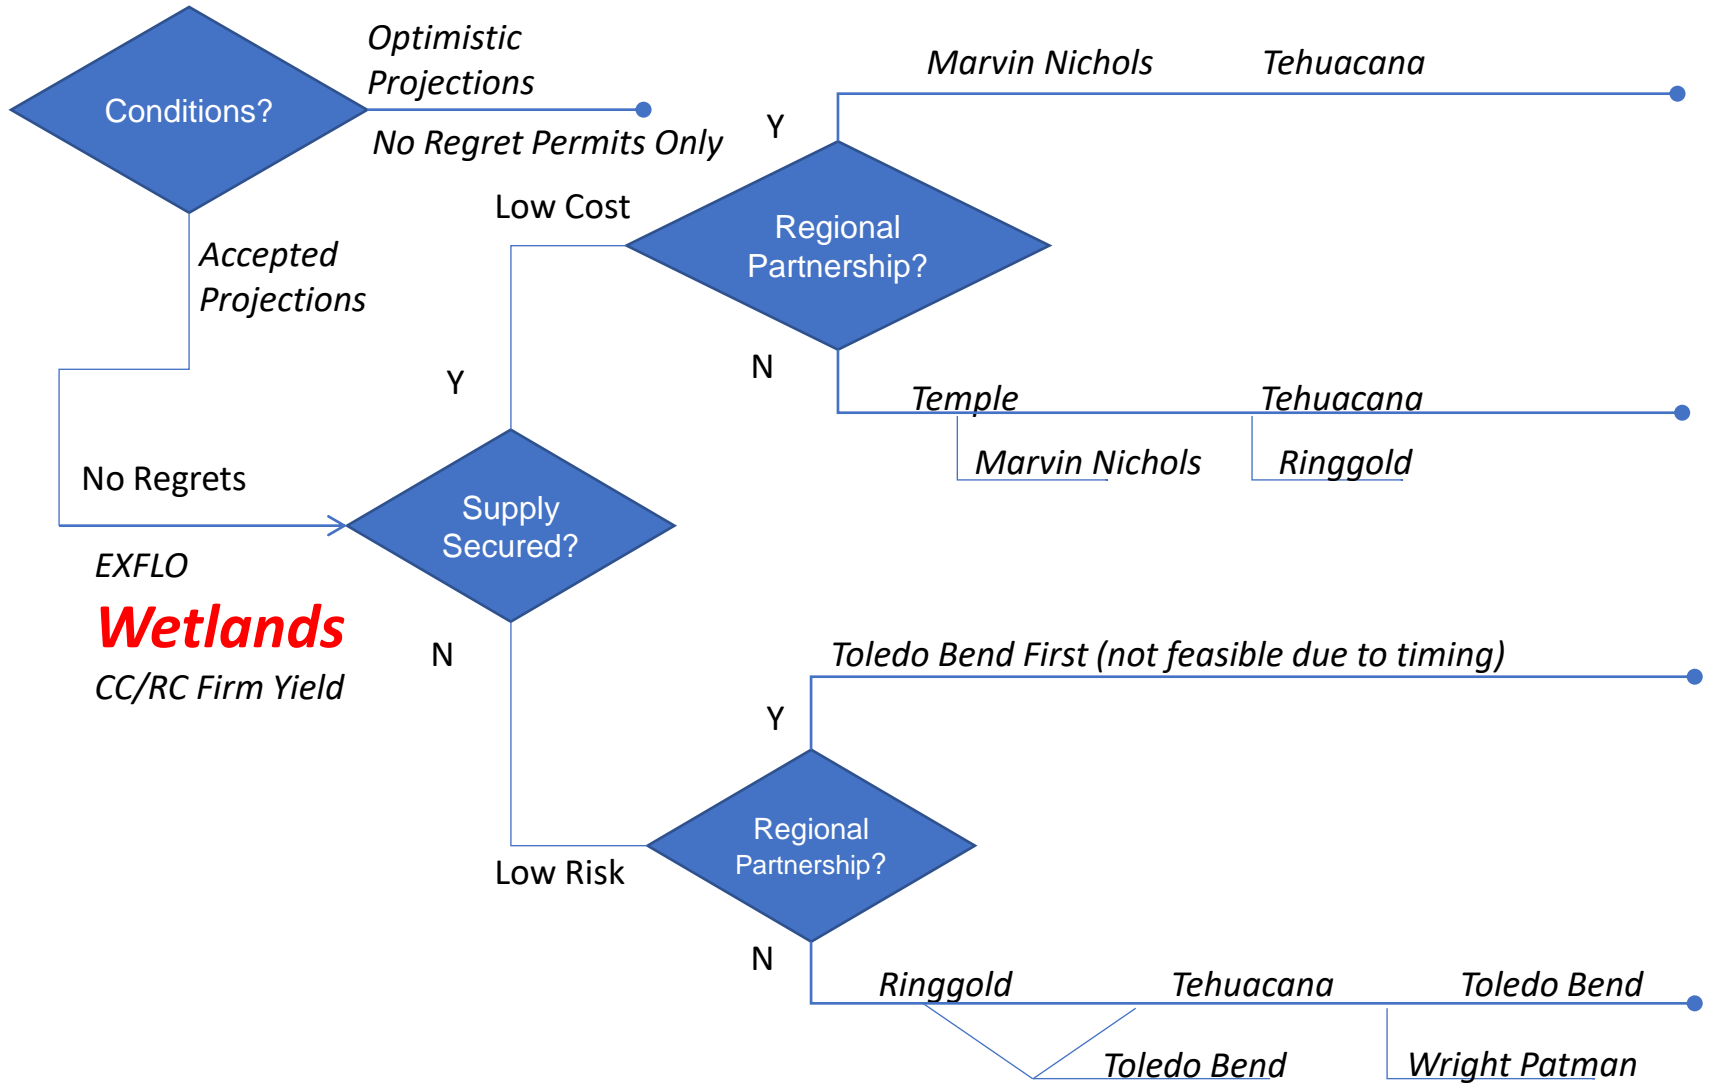 Optimistic
Projections
Conditions?
No Regret Permits Only
Marvin Nichols
Tehuacana
Y
Low Cost
Regional
Partnership?
Accepted
Projections
N
Y
Temple
Tehuacana
Marvin Nichols
Ringgold
No Regrets
Supply
Secured?
EXFLO
Wetlands
CC/RC Firm Yield
N
Toledo Bend First (not feasible due to timing)
Y
Regional
Partnership?
Low Risk
N
Ringgold
Tehuacana
Toledo Bend
Toledo Bend
Wright Patman